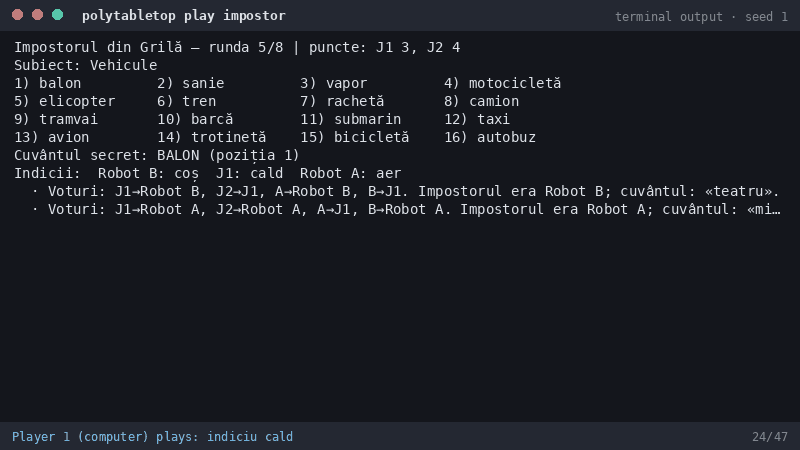 polytabletop play impostor
terminal output · seed 1
Impostorul din Grilă — runda 5/8 | puncte: J1 3, J2 4
Subiect: Vehicule
1) balon 2) sanie 3) vapor 4) motocicletă
5) elicopter 6) tren 7) rachetă 8) camion
9) tramvai 10) barcă 11) submarin 12) taxi
13) avion 14) trotinetă 15) bicicletă 16) autobuz
Cuvântul secret: BALON (poziția 1)
Indicii: Robot B: coș J1: cald Robot A: aer
· Voturi: J1→Robot B, J2→J1, A→Robot B, B→J1. Impostorul era Robot B; cuvântul: «teatru».
· Voturi: J1→Robot A, J2→Robot A, A→J1, B→Robot A. Impostorul era Robot A; cuvântul: «mi…
Player 1 (computer) plays: indiciu cald
24/47